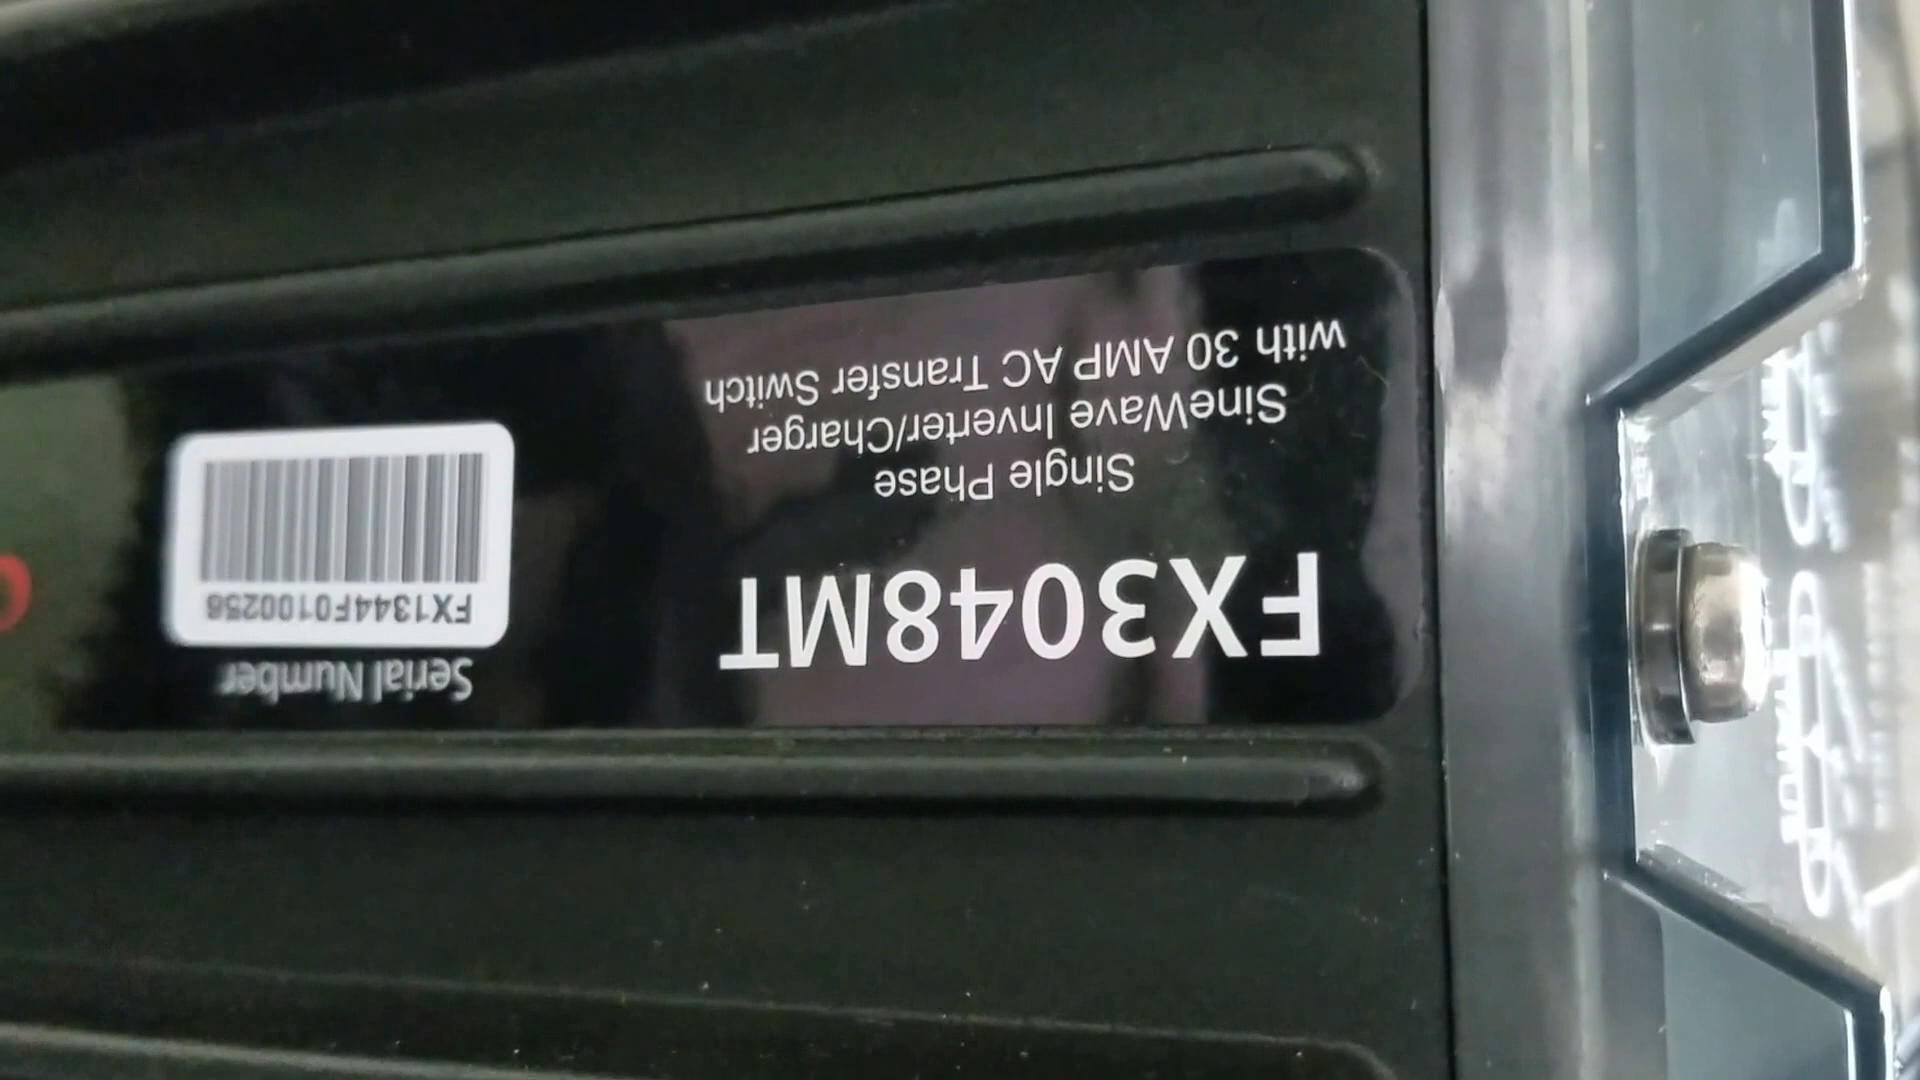 FX3048MT
Single Phase
SineWave Inverter/Charger
with 30 AMP AC Transfer Switch
Serial Number
FX1344F0100256